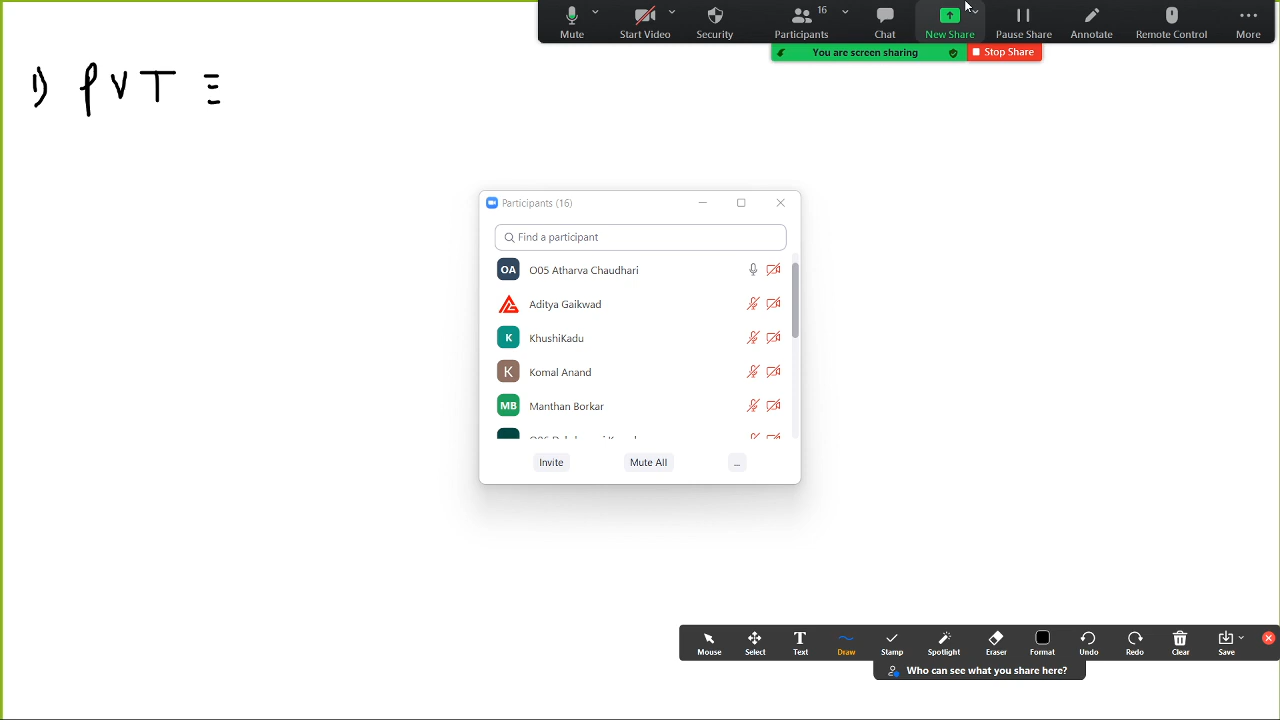 16
Mute
Start Video
Security
Participants
Chat
New Share
Pause Share
Annotate
Remote Control
More
You are screen sharing
Stop Share
1) P V T ≡
Participants (16)
Find a participant
OA O05 Atharva Chaudhari
Aditya Gaikwad
K KhushiKadu
K Komal Anand
MB Manthan Borkar
Invite
Mute All
...
Mouse
Select
Text
Draw
Stamp
Spotlight
Eraser
Format
Undo
Redo
Clear
Save
Who can see what you share here?